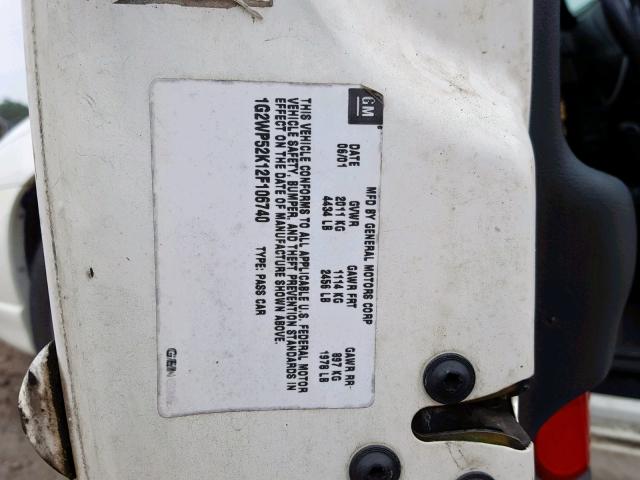 GM
MFD BY GENERAL MOTORS CORP
DATE GVWR GAWR FRT GAWR RR
06/01 2011 KG 1114 KG 897 KG
4434 LB 2456 LB 1978 LB
THIS VEHICLE CONFORMS TO ALL APPLICABLE U.S. FEDERAL MOTOR
VEHICLE SAFETY, BUMPER, AND THEFT PREVENTION STANDARDS IN
EFFECT ON THE DATE OF MANUFACTURE SHOWN ABOVE.
1G2WP52K12F106740 TYPE: PASS CAR